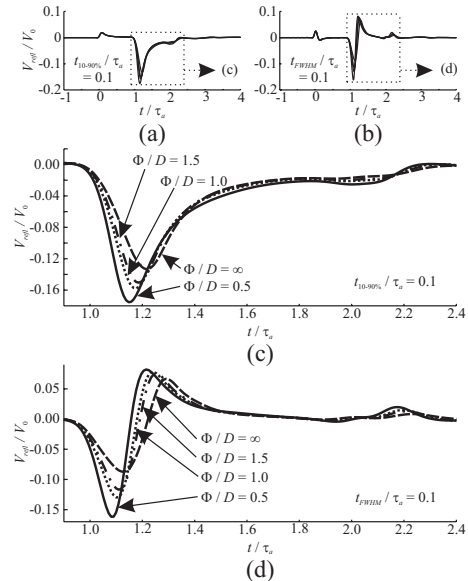 0.1
0
-0.1
-0.2
V_refl / V_0
t_10-90% / τ_a
= 0.1
(c)
-1 0 1 2 3 4
t / τ_a
(a)
0.1
0
-0.1
-0.2
t_FWHM / τ_a
= 0.1
(d)
-1 0 1 2 3 4
t / τ_a
(b)
0.00
-0.04
-0.08
-0.12
-0.16
V_refl / V_0
Φ / D = 1.5
Φ / D = 1.0
Φ / D = ∞
Φ / D = 0.5
t_10-90% / τ_a = 0.1
1.0 1.2 1.4 1.6 1.8 2.0 2.2 2.4
t / τ_a
(c)
0.05
0.00
-0.05
-0.10
-0.15
V_refl / V_0
Φ / D = ∞
Φ / D = 1.5
Φ / D = 1.0
Φ / D = 0.5
t_FWHM / τ_a = 0.1
1.0 1.2 1.4 1.6 1.8 2.0 2.2 2.4
t / τ_a
(d)